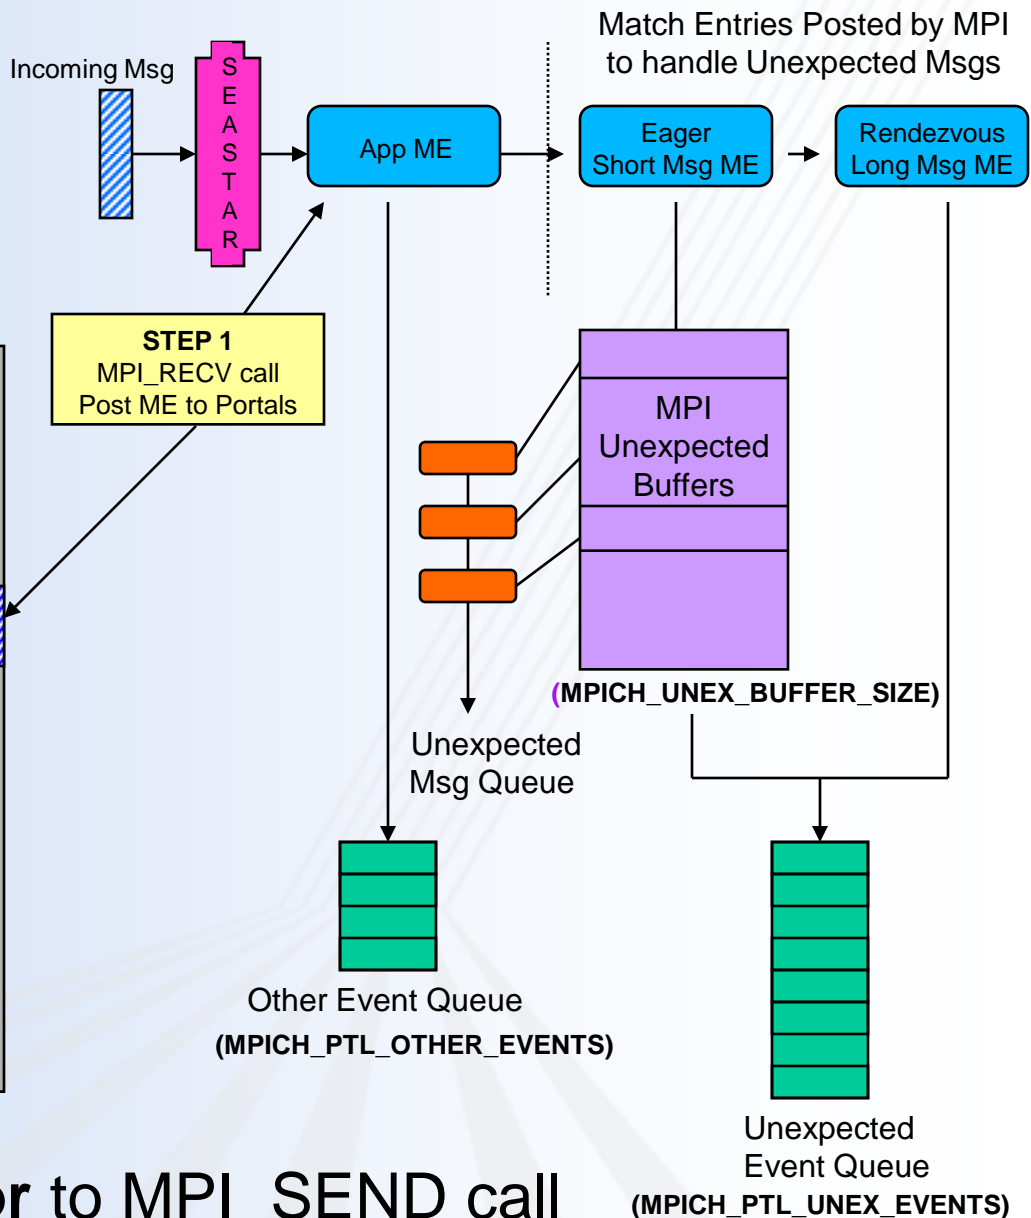 Match Entries Posted by MPI
to handle Unexpected Msgs
Incoming Msg
SEASTAR
App ME
Eager
Short Msg ME
Rendezvous
Long Msg ME
STEP 1
MPI_RECV call
Post ME to Portals
MPI
Unexpected
Buffers
(MPICH_UNEX_BUFFER_SIZE)
Unexpected
Msg Queue
Other Event Queue
(MPICH_PTL_OTHER_EVENTS)
Unexpected
Event Queue
(MPICH_PTL_UNEX_EVENTS)
to MPI_SEND call